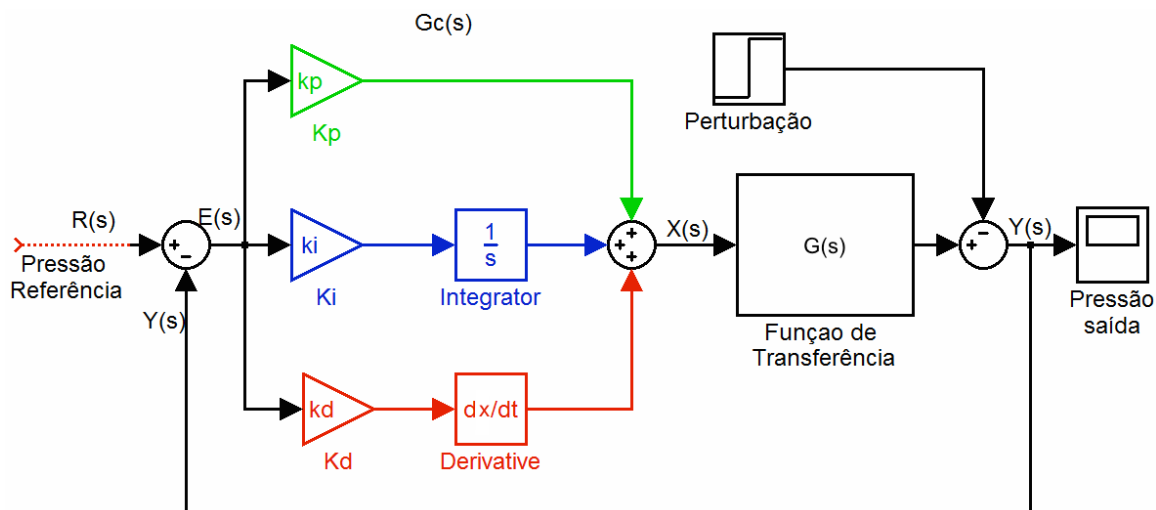 Gc(s)
kp
Kp
Perturbação
R(s)
Pressão
Referência
+
-
E(s)
Y(s)
ki
Ki
1
s
Integrator
kd
Kd
dx/dt
Derivative
+
+
+
X(s)
G(s)
Funçao de
Transferência
-
+
Y(s)
Pressão
saída